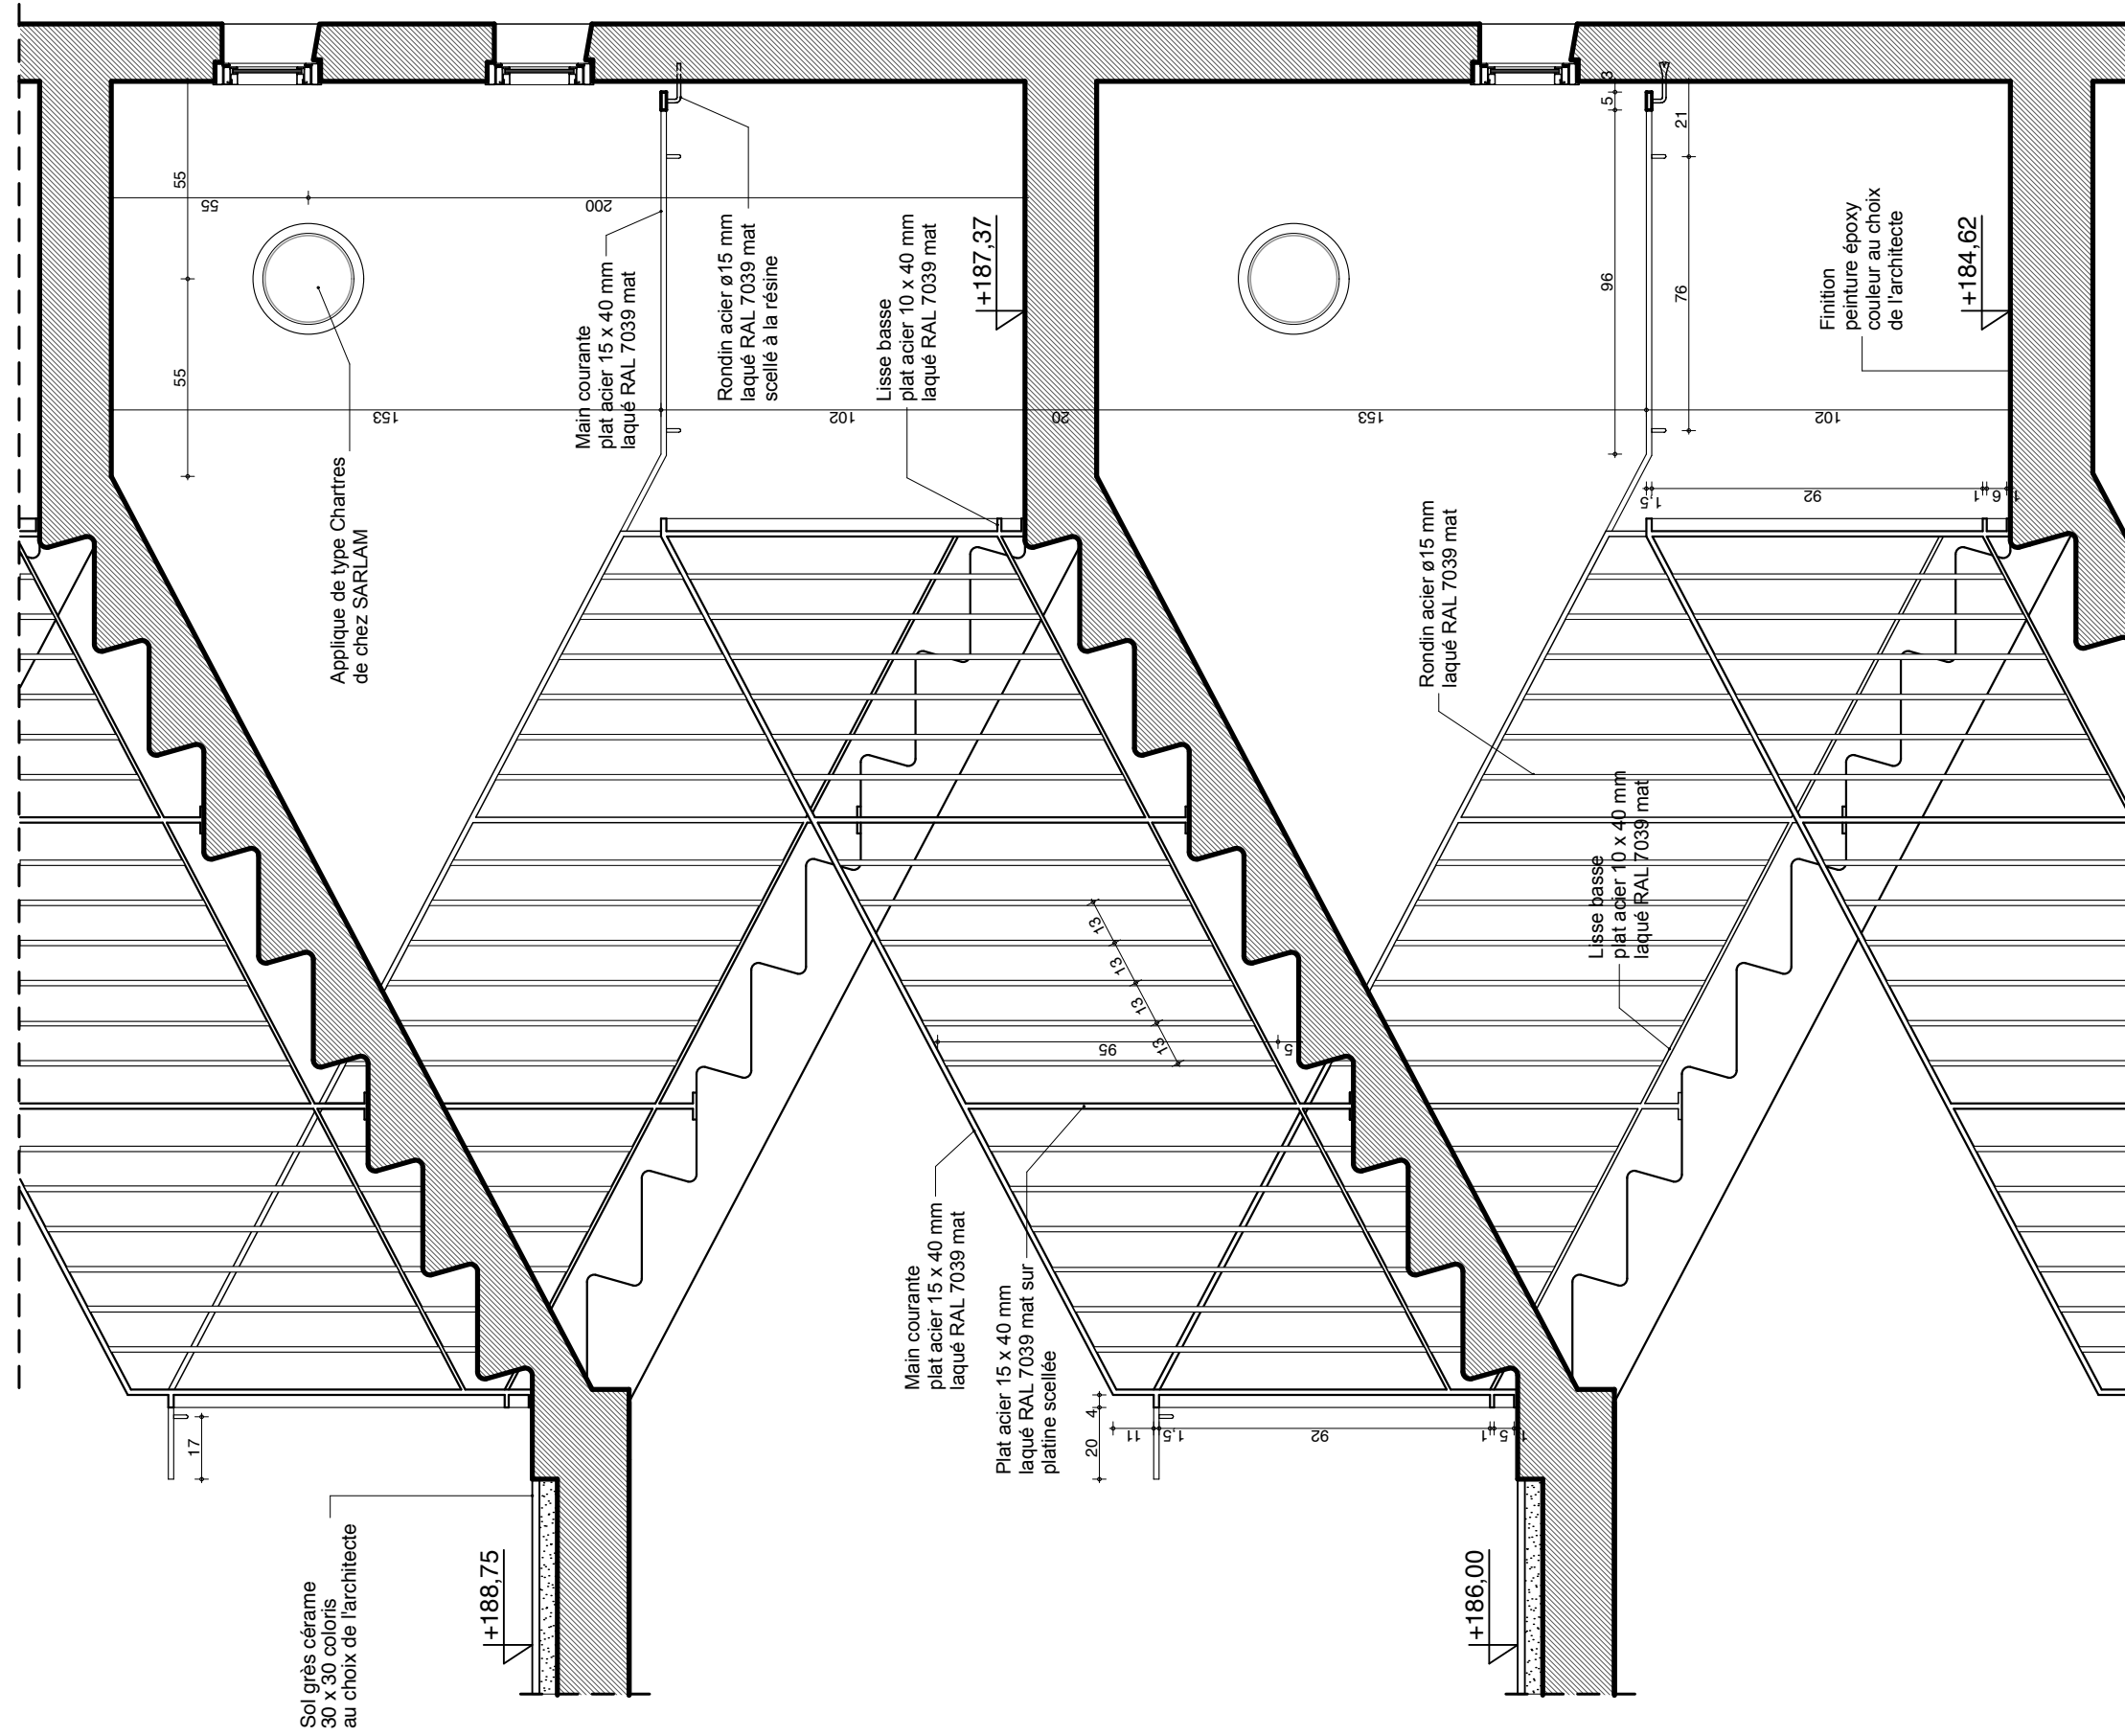 Applique de type Chartres
de chez SARLAM
Main courante
plat acier 15 x 40 mm
laqué RAL 7039 mat
Rondin acier ø15 mm
laqué RAL 7039 mat
scellé à la résine
Lisse basse
plat acier 10 x 40 mm
laqué RAL 7039 mat
+187,37
Finition
peinture époxy
couleur au choix
de l'architecte
+184,62
Rondin acier ø15 mm
laqué RAL 7039 mat
Lisse basse
plat acier 10 x 40 mm
laqué RAL 7039 mat
Main courante
plat acier 15 x 40 mm
laqué RAL 7039 mat
Plat acier 15 x 40 mm
laqué RAL 7039 mat sur
platine scellée
Sol grès cérame
30 x 30 coloris
au choix de l'architecte
+188,75
+186,00
55
55
55
200
153
102
20
153
102
3
5
96
21
76
1,5
92
1
6
1
13
13
13
13
95
5
17
20
4
11
1,5
92
1
5
1